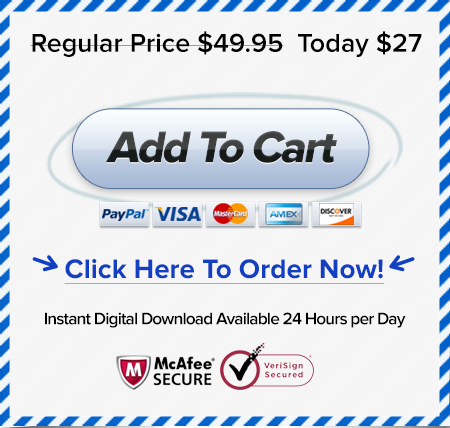 Regular Price $49.95 Today $27
Add To Cart
PayPal VISA MasterCard AMEX DISCOVER
Click Here To Order Now!
Instant Digital Download Available 24 Hours per Day
McAfee SECURE
VeriSign Secured